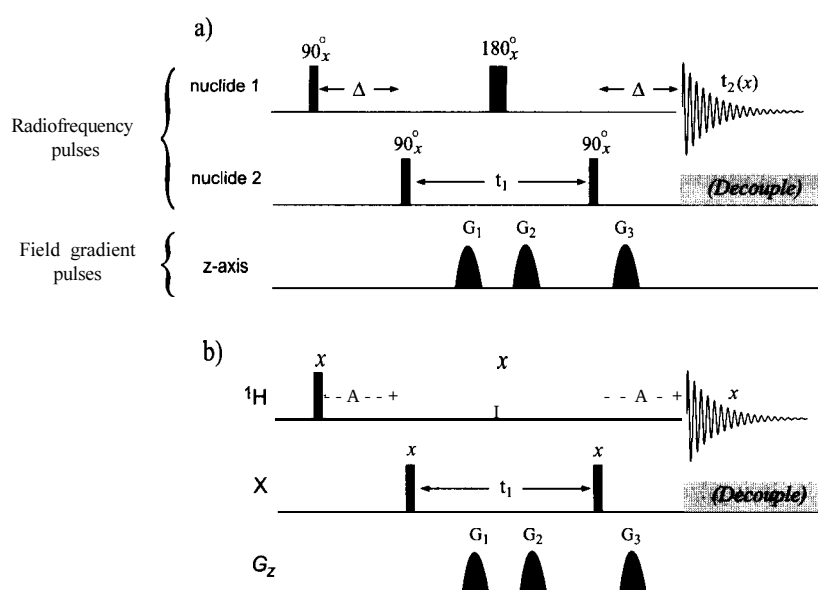 a)
90°x
180°x
nuclide 1
Δ
Δ
t₂(x)
Radiofrequency
pulses
90°x
90°x
nuclide 2
t₁
(Decouple)
G₁ G₂ G₃
Field gradient
pulses
z-axis
b)
x x
¹H
- - A - - +
- - A - +
x
I
x x
X
t₁
(Decouple)
G₁ G₂ G₃
Gz